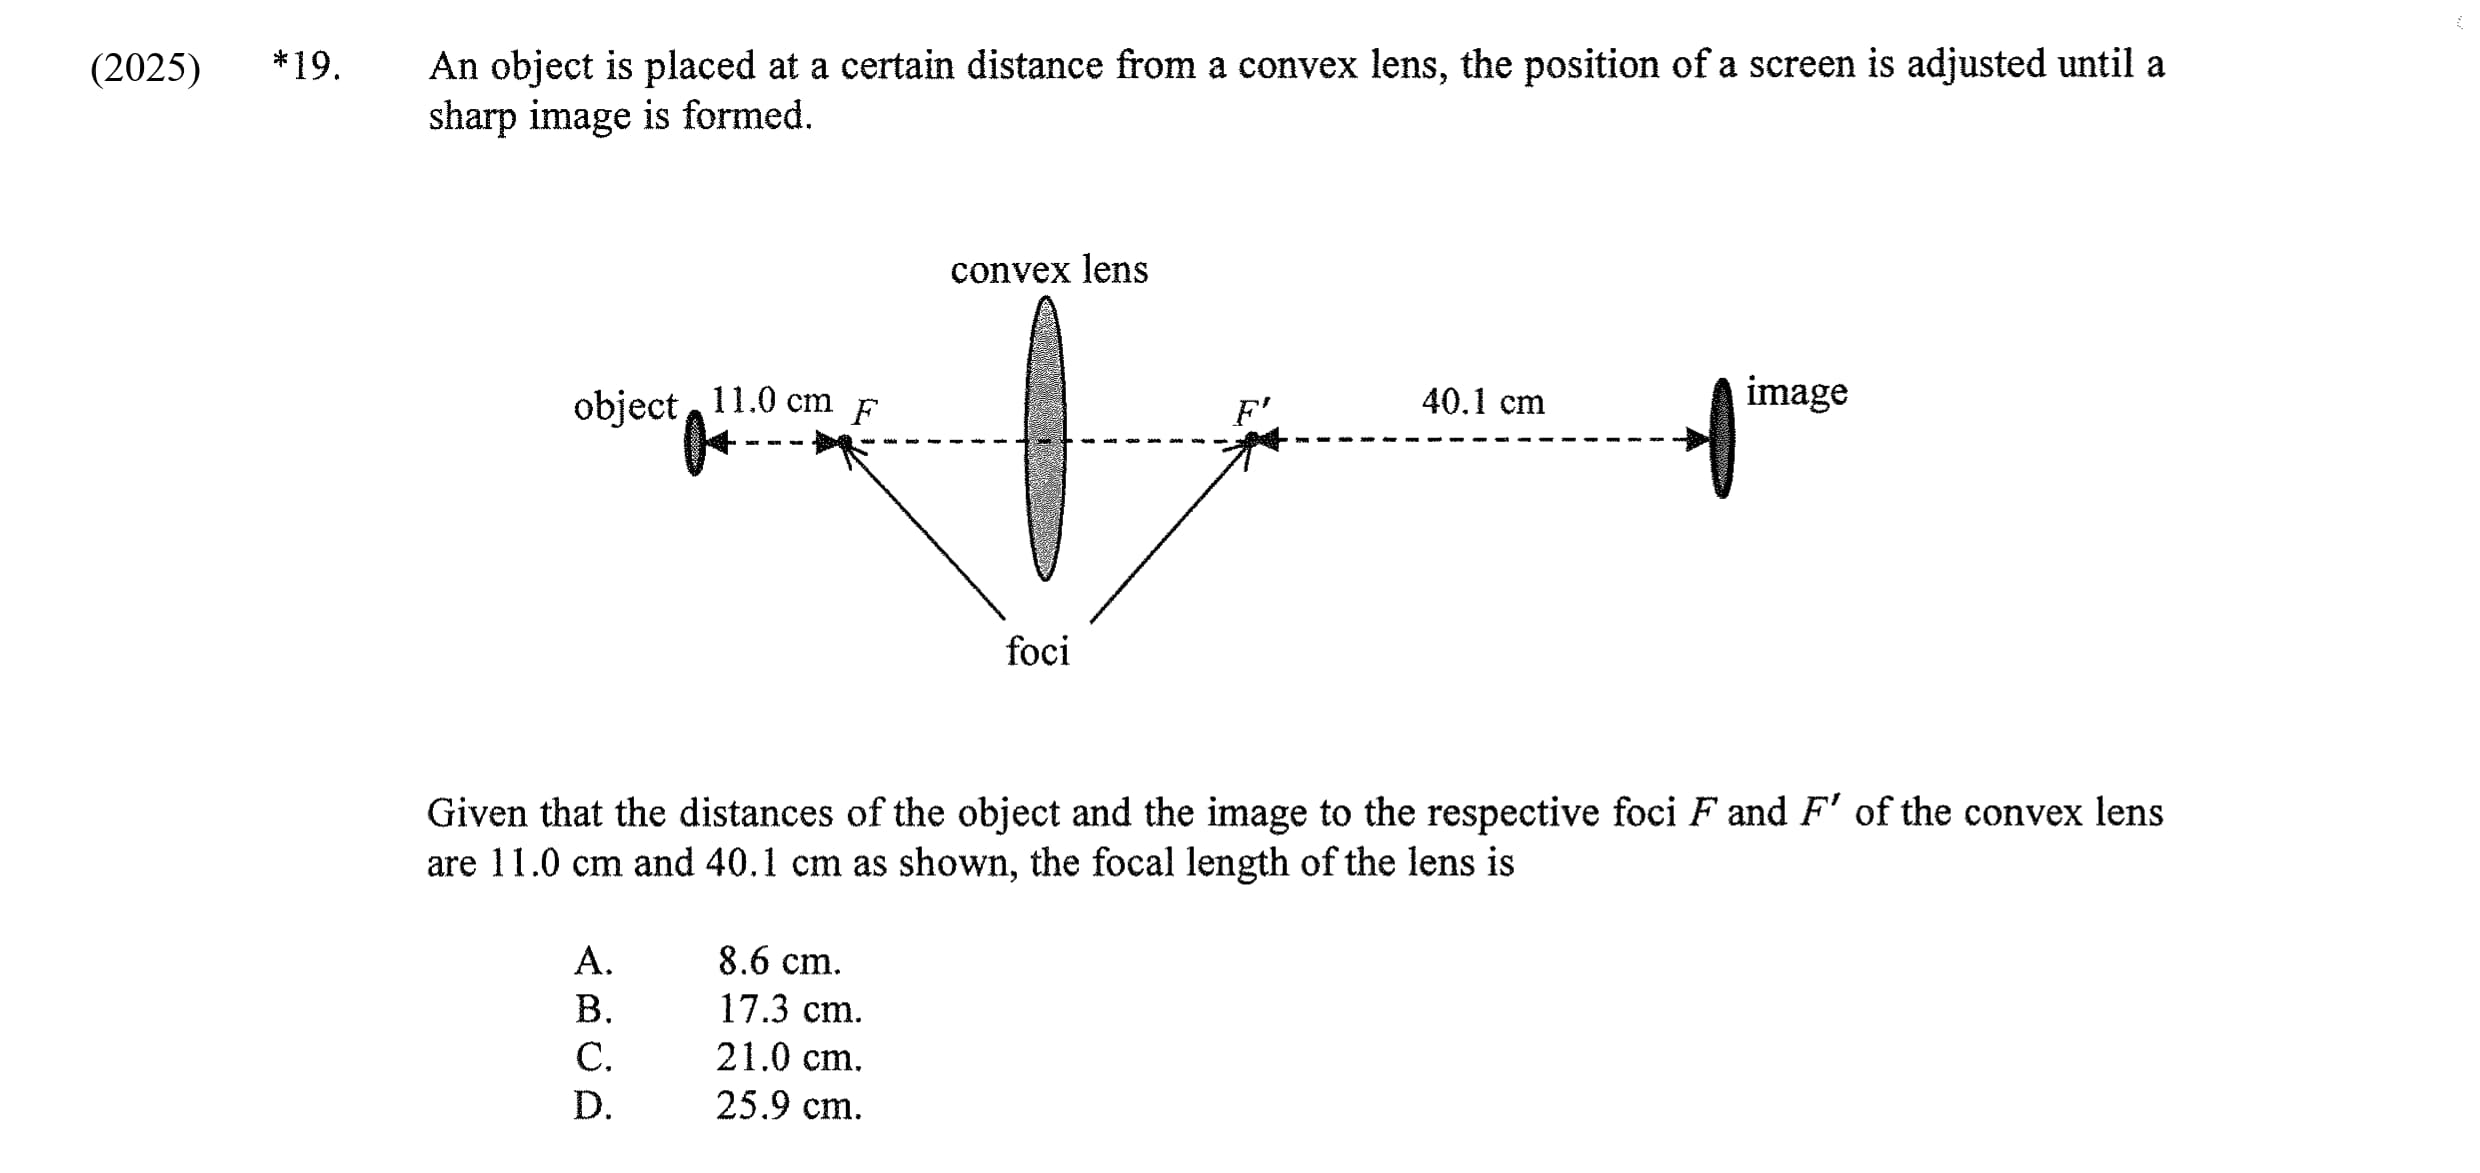 (2025) *19. An object is placed at a certain distance from a convex lens, the position of a screen is adjusted until a
sharp image is formed.
convex lens
object 11.0 cm F F′ 40.1 cm image
foci
Given that the distances of the object and the image to the respective foci F and F′ of the convex lens
are 11.0 cm and 40.1 cm as shown, the focal length of the lens is
A. 8.6 cm.
B. 17.3 cm.
C. 21.0 cm.
D. 25.9 cm.